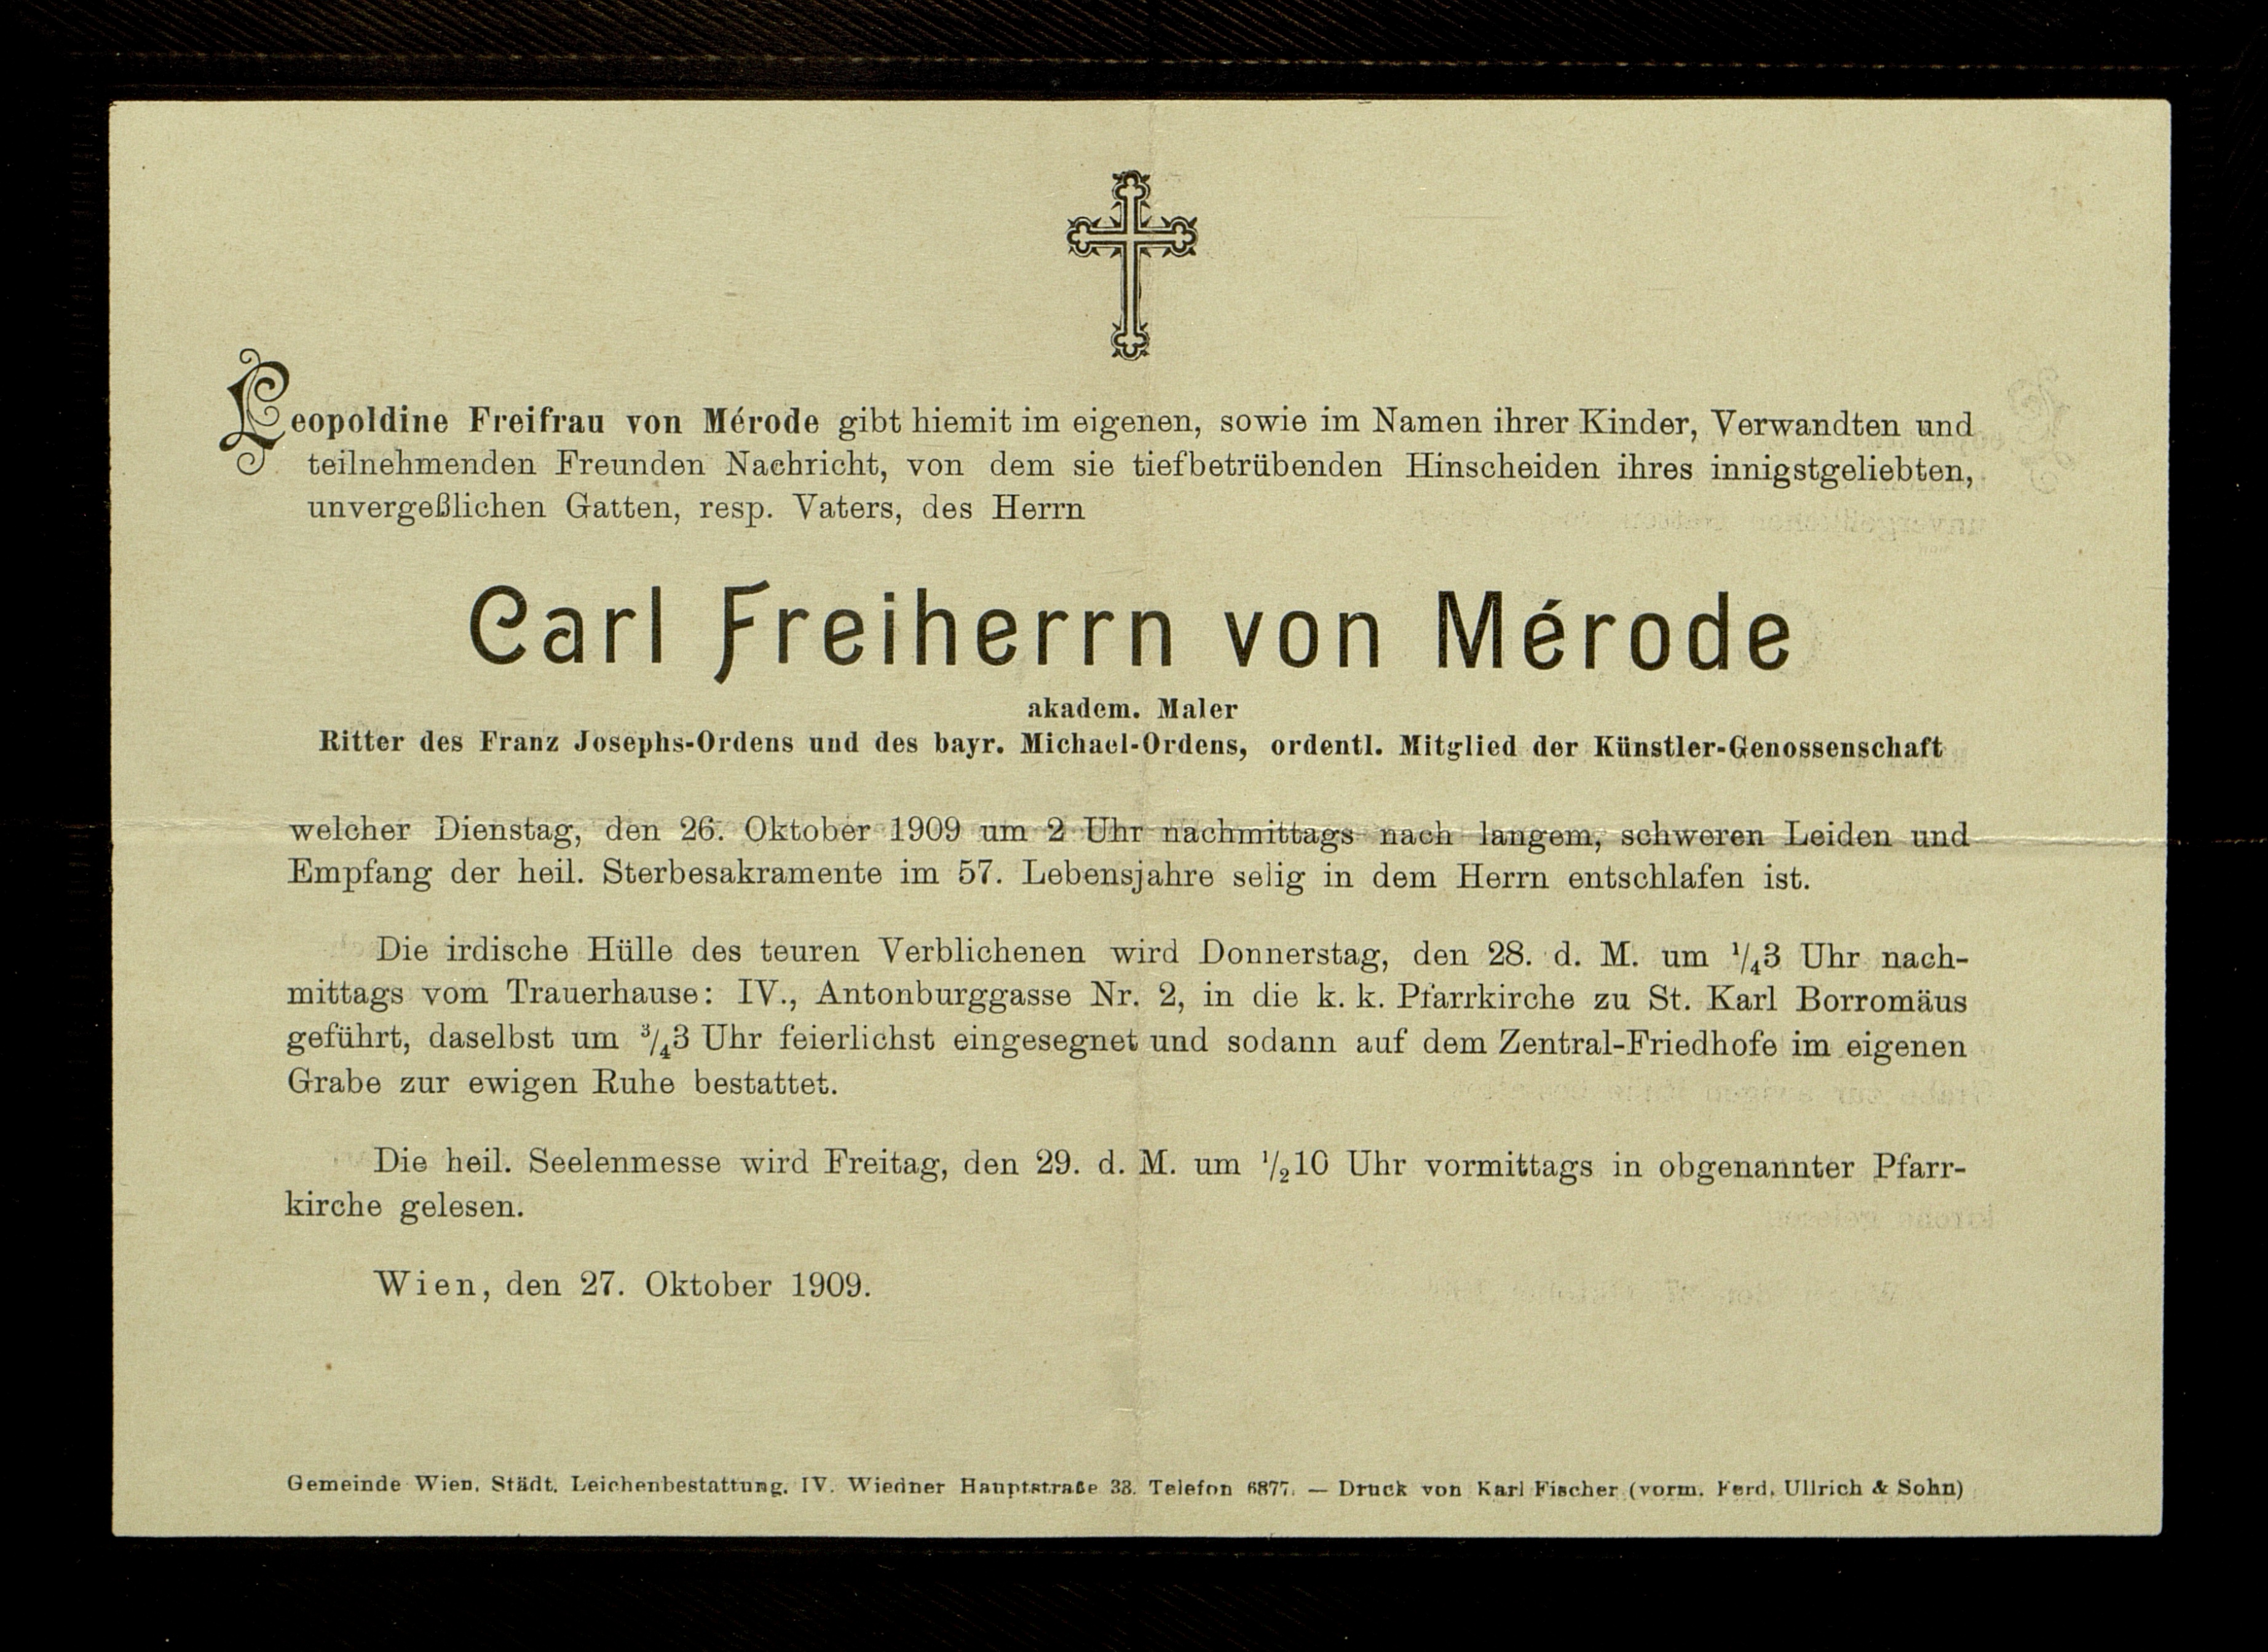 Leopoldine Freifrau von Mérode gibt hiemit im eigenen, sowie im Namen ihrer Kinder, Verwandten und
teilnehmenden Freunden Nachricht, von dem sie tiefbetrübenden Hinscheiden ihres innigstgeliebten,
unvergeßlichen Gatten, resp. Vaters, des Herrn
Carl Freiherrn von Mérode
akadem. Maler
Ritter des Franz Josephs-Ordens und des bayr. Michael-Ordens, ordentl. Mitglied der Künstler-Genossenschaft
welcher Dienstag, den 26. Oktober 1909 um 2 Uhr nachmittags nach langem, schweren Leiden und
Empfang der heil. Sterbesakramente im 57. Lebensjahre selig in dem Herrn entschlafen ist.
Die irdische Hülle des teuren Verblichenen wird Donnerstag, den 28. d. M. um 1/43 Uhr nach-
mittags vom Trauerhause: IV., Antonburggasse Nr. 2, in die k. k. Pfarrkirche zu St. Karl Borromäus
geführt, daselbst um 3/43 Uhr feierlichst eingesegnet und sodann auf dem Zentral-Friedhofe im eigenen
Grabe zur ewigen Ruhe bestattet.
Die heil. Seelenmesse wird Freitag, den 29. d. M. um 1/210 Uhr vormittags in obgenannter Pfarr-
kirche gelesen.
Wien, den 27. Oktober 1909.
Gemeinde Wien. Städt. Leichenbestattung. IV. Wiedner Hauptstraße 33. Telefon 6877. — Druck von Karl Fischer (vorm. Ferd. Ullrich & Sohn)